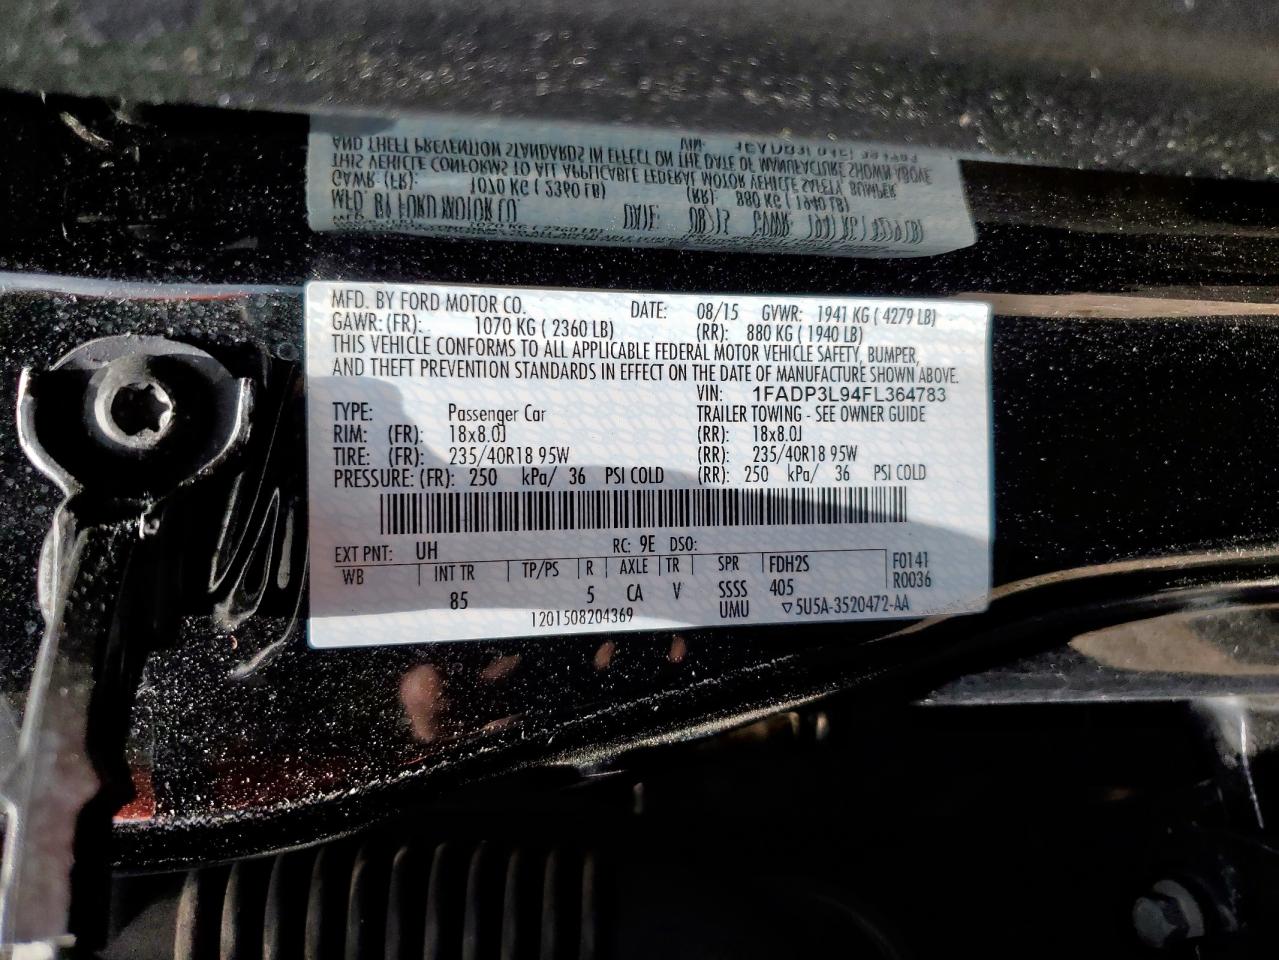 MFD. BY FORD MOTOR CO. DATE: 08/15 GVWR: 1941 KG ( 4279 LB)
GAWR: (FR): 1070 KG ( 2360 LB) (RR): 880 KG ( 1940 LB)
THIS VEHICLE CONFORMS TO ALL APPLICABLE FEDERAL MOTOR VEHICLE SAFETY, BUMPER,
AND THEFT PREVENTION STANDARDS IN EFFECT ON THE DATE OF MANUFACTURE SHOWN ABOVE.
VIN: 1FADP3L94FL364783
TYPE: Passenger Car TRAILER TOWING - SEE OWNER GUIDE
RIM: (FR): 18x8.0J (RR): 18x8.0J
TIRE: (FR): 235/40R18 95W (RR): 235/40R18 95W
PRESSURE: (FR): 250 kPa/ 36 PSI COLD (RR): 250 kPa/ 36 PSI COLD
EXT PNT: UH RC: 9E DSO:
WB INT TR TP/PS R AXLE TR SPR FDH2S F0141
85 5 CA V SSSS 405 R0036
1201508204369 UMU ▽5U5A-3520472-AA